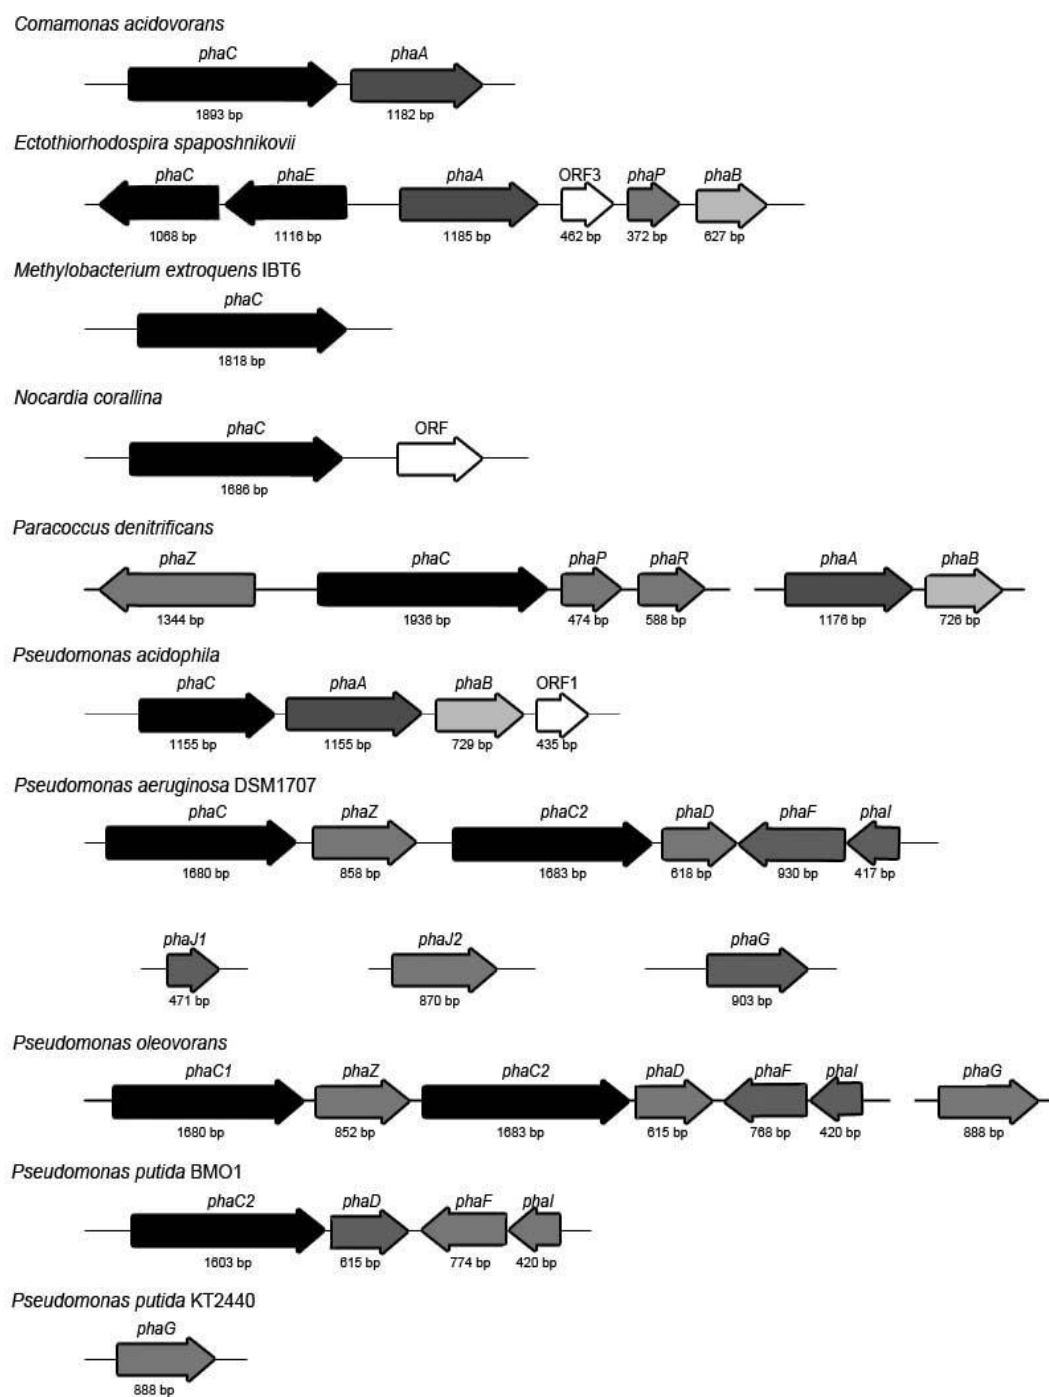 Comamonas acidovorans
phaC phaA
1893 bp 1182 bp
Ectothiorhodospira spaposhnikovii
phaC phaE phaA ORF3 phaP phaB
1068 bp 1116 bp 1185 bp 462 bp 372 bp 627 bp
Methylobacterium extroquens IBT6
phaC
1818 bp
Nocardia corallina
phaC ORF
1686 bp
Paracoccus denitrificans
phaZ phaC phaP phaR phaA phaB
1344 bp 1936 bp 474 bp 588 bp 1176 bp 726 bp
Pseudomonas acidophila
phaC phaA phaB ORF1
1155 bp 1155 bp 729 bp 435 bp
Pseudomonas aeruginosa DSM1707
phaC phaZ phaC2 phaD phaF phaI
1680 bp 858 bp 1683 bp 618 bp 930 bp 417 bp
phaJ1 phaJ2 phaG
471 bp 870 bp 903 bp
Pseudomonas oleovorans
phaC1 phaZ phaC2 phaD phaF phaI phaG
1680 bp 852 bp 1683 bp 615 bp 768 bp 420 bp 888 bp
Pseudomonas putida BMO1
phaC2 phaD phaF phaI
1603 bp 615 bp 774 bp 420 bp
Pseudomonas putida KT2440
phaG
888 bp